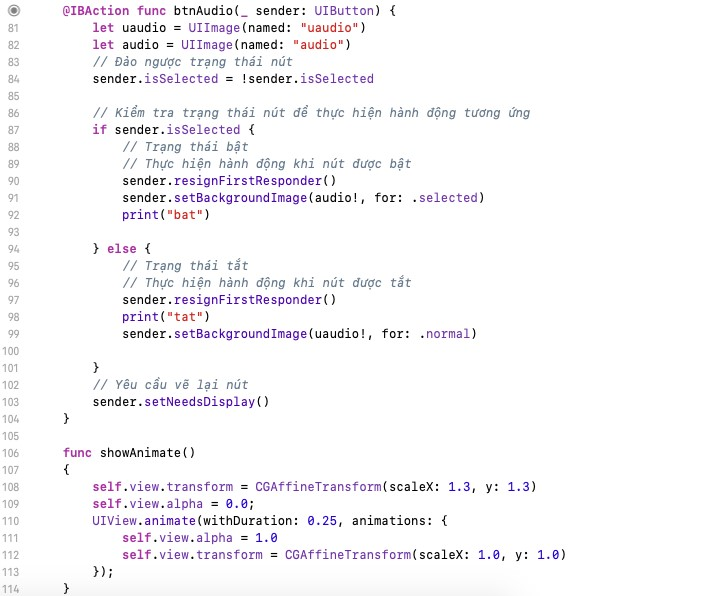 @IBAction func btnAudio(_ sender: UIButton) {
81 let uaudio = UIImage(named: "uaudio")
82 let audio = UIImage(named: "audio")
83 // Đảo ngược trạng thái nút
84 sender.isSelected = !sender.isSelected
85
86 // Kiểm tra trạng thái nút để thực hiện hành động tương ứng
87 if sender.isSelected {
88 // Trạng thái bật
89 // Thực hiện hành động khi nút được bật
90 sender.resignFirstResponder()
91 sender.setBackgroundImage(audio!, for: .selected)
92 print("bat")
93
94 } else {
95 // Trạng thái tắt
96 // Thực hiện hành động khi nút được tắt
97 sender.resignFirstResponder()
98 print("tat")
99 sender.setBackgroundImage(uaudio!, for: .normal)
100
101 }
102 // Yêu cầu vẽ lại nút
103 sender.setNeedsDisplay()
104 }
105
106 func showAnimate()
107 {
108 self.view.transform = CGAffineTransform(scaleX: 1.3, y: 1.3)
109 self.view.alpha = 0.0;
110 UIView.animate(withDuration: 0.25, animations: {
111 self.view.alpha = 1.0
112 self.view.transform = CGAffineTransform(scaleX: 1.0, y: 1.0)
113 });
114 }